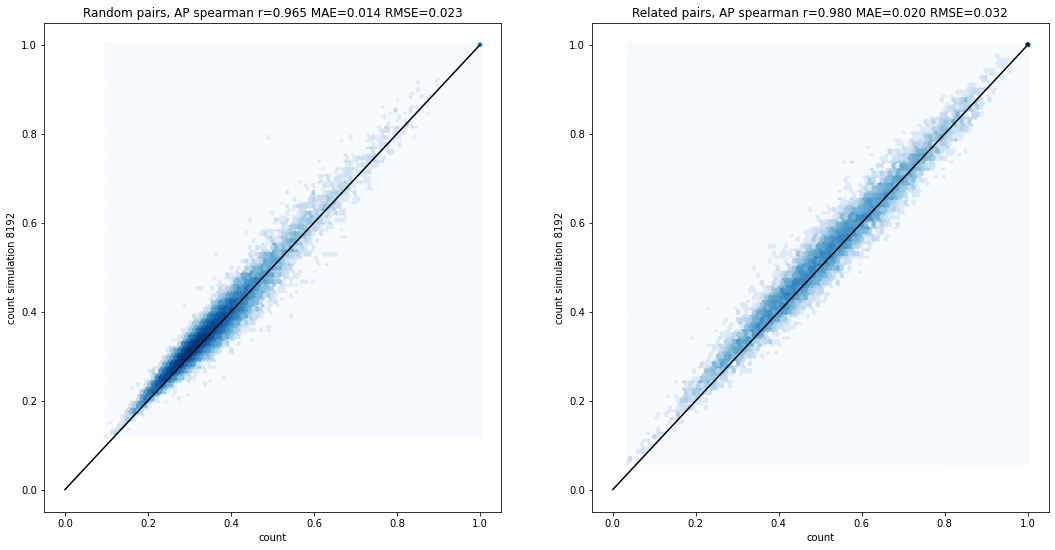 Random pairs, AP spearman r=0.965 MAE=0.014 RMSE=0.023
count simulation 8192
1.0
0.8
0.6
0.4
0.2
0.0
0.0 0.2 0.4 0.6 0.8 1.0
count
Related pairs, AP spearman r=0.980 MAE=0.020 RMSE=0.032
count simulation 8192
1.0
0.8
0.6
0.4
0.2
0.0
0.0 0.2 0.4 0.6 0.8 1.0
count